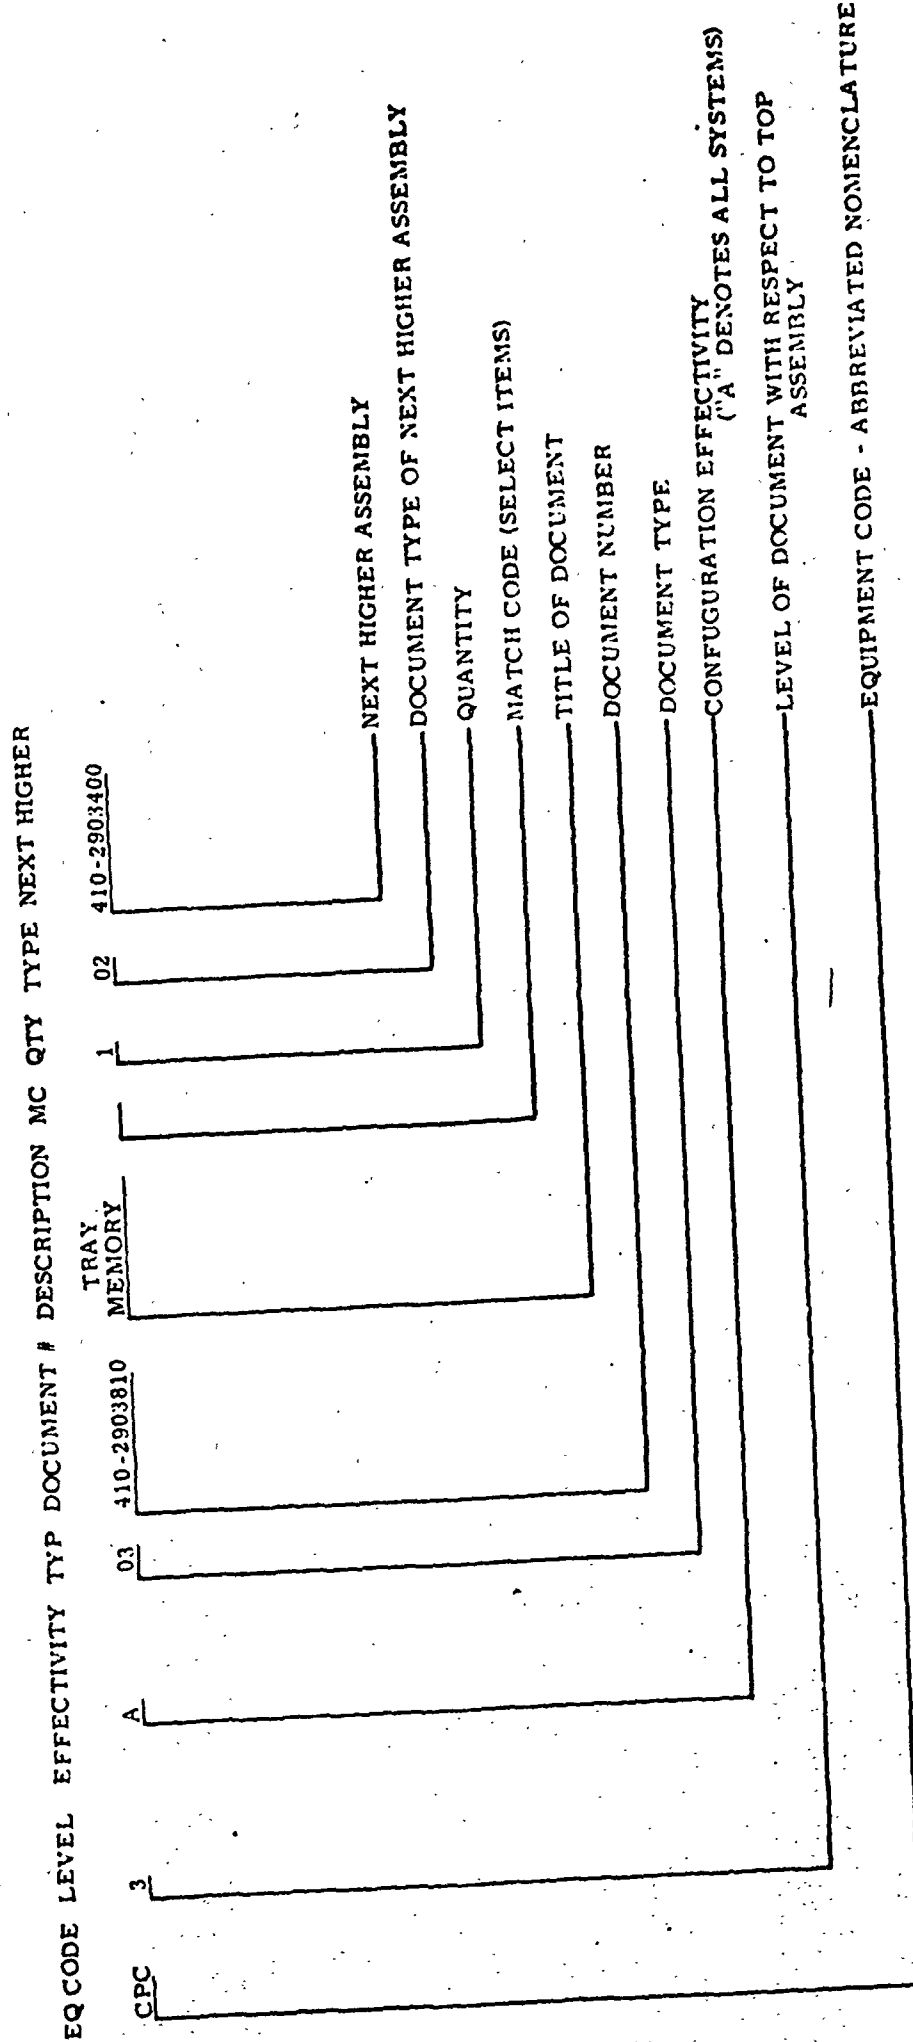 EQ CODE LEVEL EFFECTIVITY TYP DOCUMENT # DESCRIPTION MC QTY TYPE NEXT HIGHER
CPC 3 A 03 410-2903810 TRAY MEMORY 1 02 410-2903400
NEXT HIGHER ASSEMBLY
DOCUMENT TYPE OF NEXT HIGHER ASSEMBLY
QUANTITY
MATCH CODE (SELECT ITEMS)
TITLE OF DOCUMENT
DOCUMENT NUMBER
DOCUMENT TYPE
CONFUGURATION EFFECTIVITY
("A" DENOTES ALL SYSTEMS)
LEVEL OF DOCUMENT WITH RESPECT TO TOP
ASSEMBLY
EQUIPMENT CODE - ABBREVIATED NOMENCLATURE